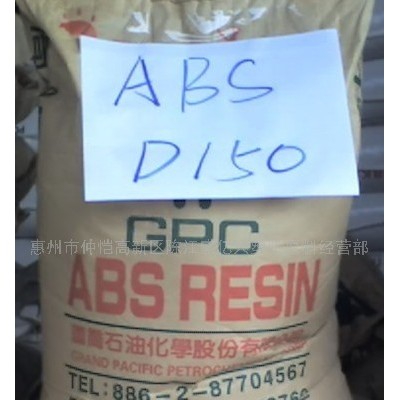 ABS
D150
GPC
惠州市仲恺高新区
经营部
ABS RESIN
國喬石油化學股份有限公司
GRAND PACIFIC PETROCHEMICAL
TEL:886-2-87704567